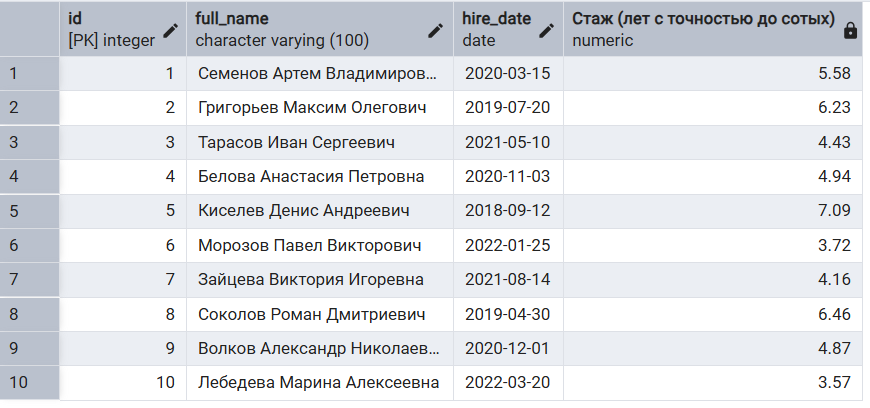 id full_name hire_date Стаж (лет с точностью до сотых)
[PK] integer character varying (100) date numeric
1 1 Семенов Артем Владимиров… 2020-03-15 5.58
2 2 Григорьев Максим Олегович 2019-07-20 6.23
3 3 Тарасов Иван Сергеевич 2021-05-10 4.43
4 4 Белова Анастасия Петровна 2020-11-03 4.94
5 5 Киселев Денис Андреевич 2018-09-12 7.09
6 6 Морозов Павел Викторович 2022-01-25 3.72
7 7 Зайцева Виктория Игоревна 2021-08-14 4.16
8 8 Соколов Роман Дмитриевич 2019-04-30 6.46
9 9 Волков Александр Николаев… 2020-12-01 4.87
10 10 Лебедева Марина Алексеевна 2022-03-20 3.57